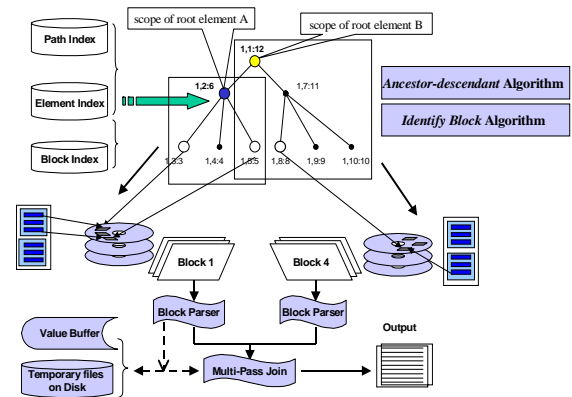 scope of root element A
scope of root element B
Path Index
1,1:12
1,2:6
1,7:11
Ancestor-descendant Algorithm
Element Index
Identify Block Algorithm
Block Index
1,3:3
1,4:4
1,5:5
1,8:8
1,9:9
1,10:10
Block 1
Block 4
Block Parser
Block Parser
Output
Value Buffer
Temporary files
on Disk
Multi-Pass Join